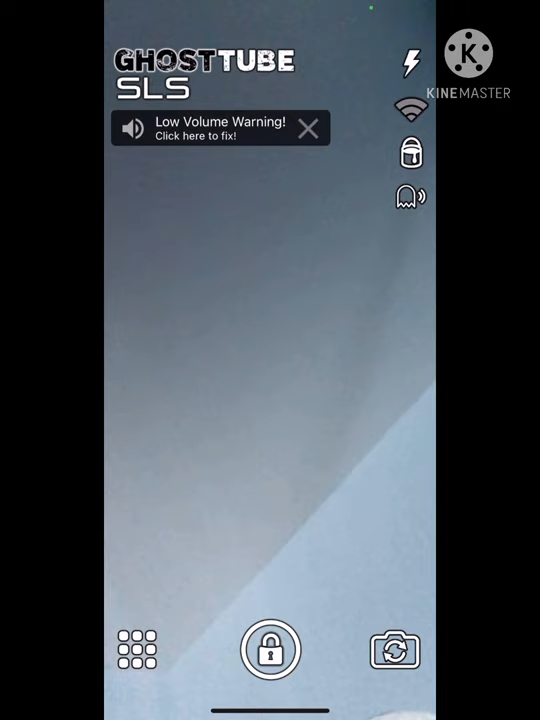 GHOSTTUBE
SLS
K
KINEMASTER
Low Volume Warning!
Click here to fix!